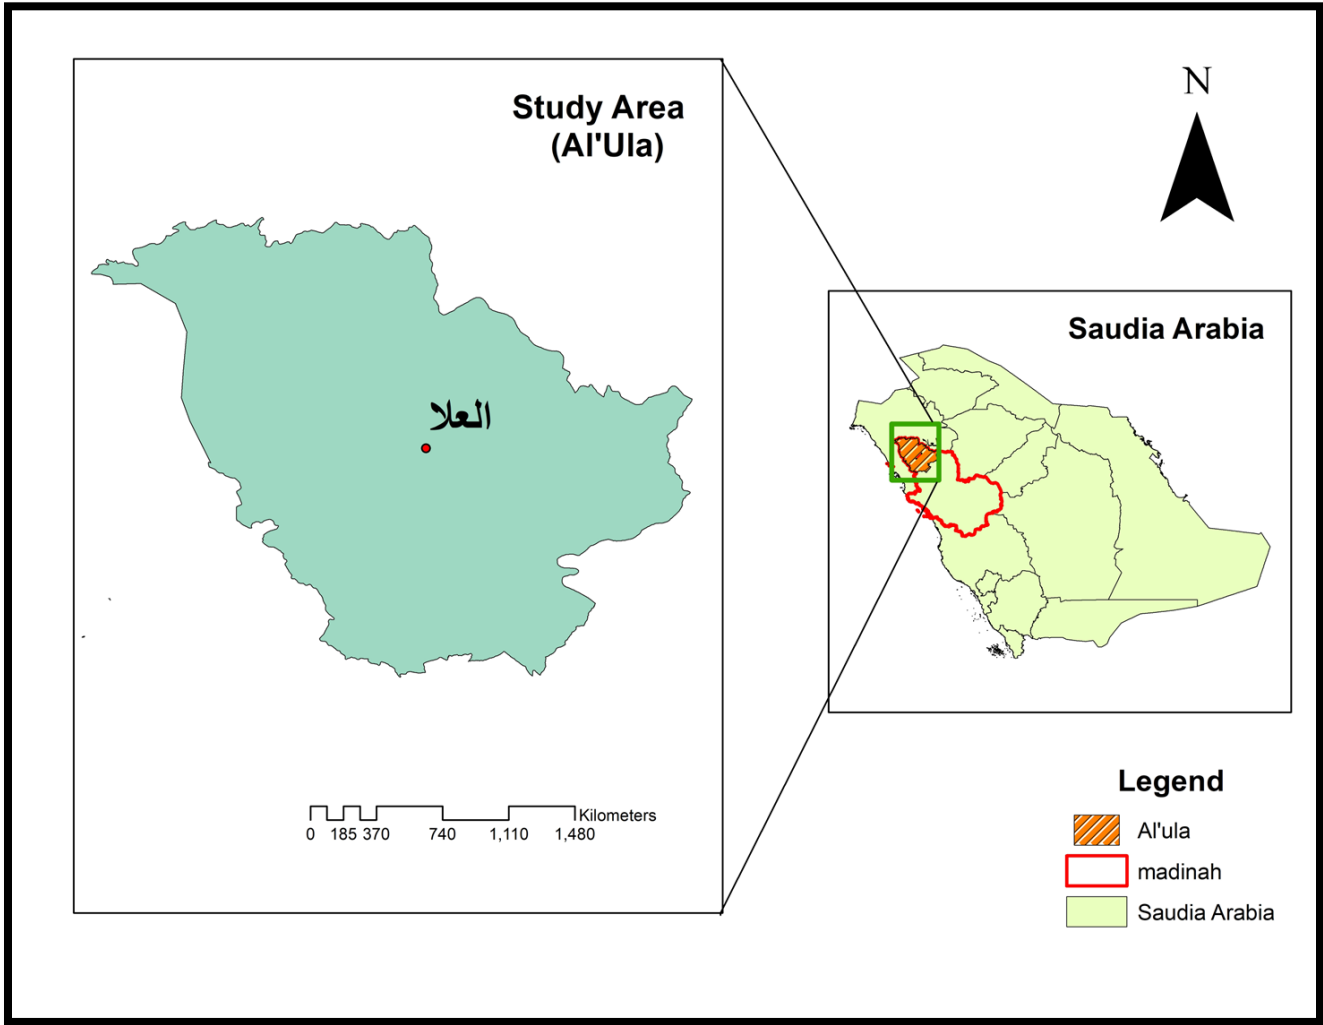 Study Area
(Al'Ula)
العلا
0 185 370 740 1,110 1,480 Kilometers
N
Saudia Arabia
Legend
Al'ula
madinah
Saudia Arabia